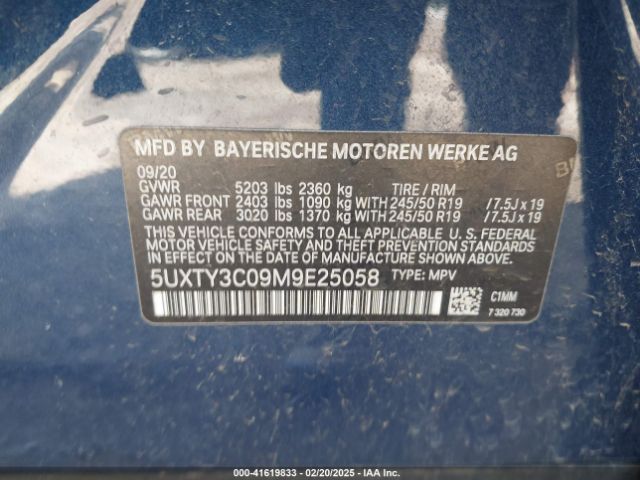 MFD BY BAYERISCHE MOTOREN WERKE AG
09/20
GVWR 5203 lbs 2360 kg TIRE / RIM
GAWR FRONT 2403 lbs 1090 kg WITH 245/50 R19 / 7.5J x 19
GAWR REAR 3020 lbs 1370 kg WITH 245/50 R19 / 7.5J x 19
THIS VEHICLE CONFORMS TO ALL APPLICABLE U. S. FEDERAL
MOTOR VEHICLE SAFETY AND THEFT PREVENTION STANDARDS
IN EFFECT ON THE DATE OF MANUFACTURE SHOWN ABOVE.
5UXTY3C09M9E25058 TYPE: MPV
C1MM
7 320 730
000-41619833 - 02/20/2025 - IAA Inc.